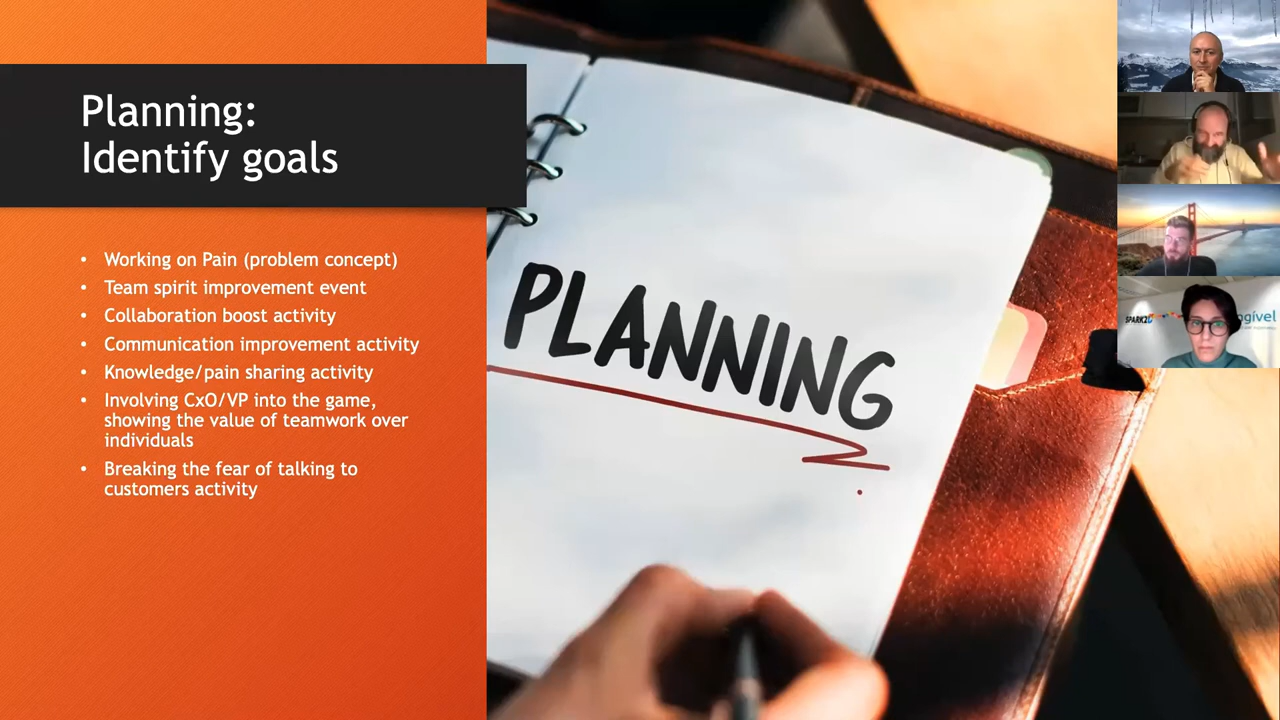 Planning:
Identify goals
• Working on Pain (problem concept)
• Team spirit improvement event
• Collaboration boost activity
• Communication improvement activity
• Knowledge/pain sharing activity
• Involving CxO/VP into the game,
showing the value of teamwork over
individuals
• Breaking the fear of talking to
customers activity
PLANNING